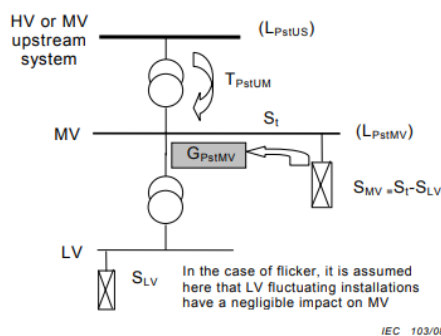 HV or MV
upstream
system
(LPstUS)
TPstUM
St
MV
(LPstMV)
GPstMV
SMV =St-SLV
LV
SLV
In the case of flicker, it is assumed
here that LV fluctuating installations
have a negligible impact on MV